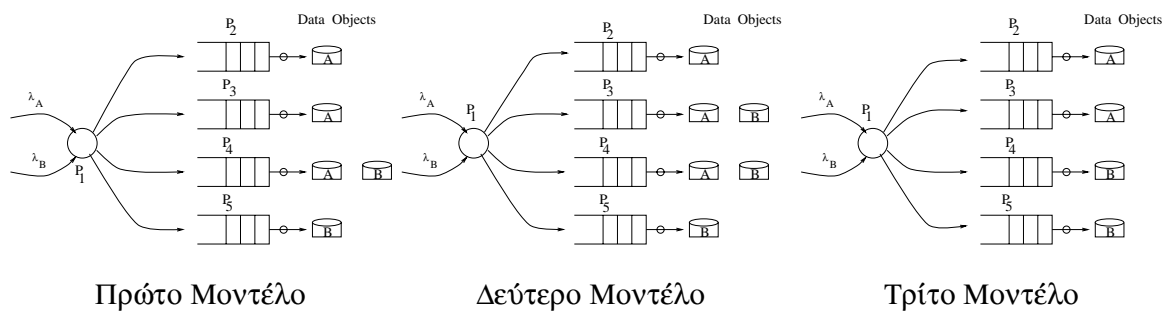 P2 Data Objects
A
P3
λA
A
P1
λB
P4
A B
P5
B
Πρώτο Μοντέλο
P2 Data Objects
A
P3
λA
P1
A B
λB
P4
A B
P5
B
Δεύτερο Μοντέλο
P2 Data Objects
A
P3
λA
P1
A
λB
P4
B
P5
B
Τρίτο Μοντέλο